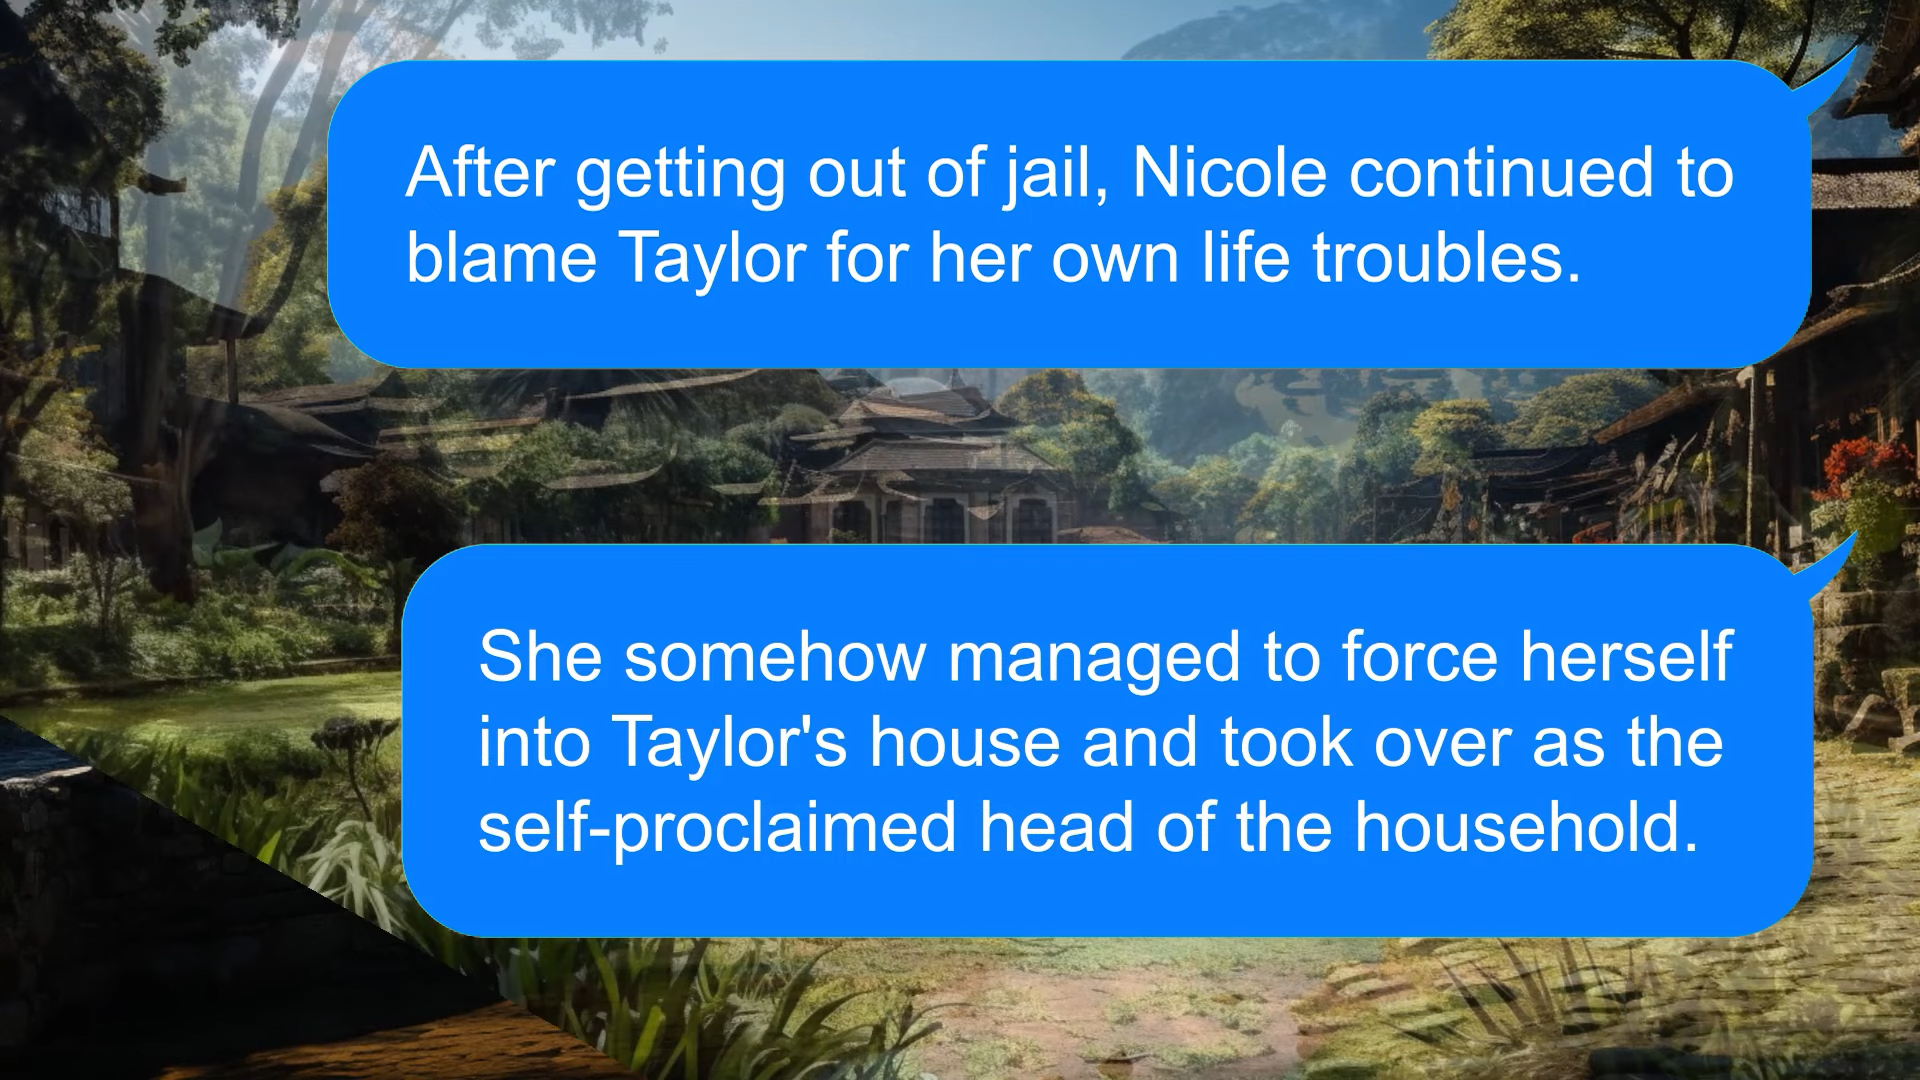 After getting out of jail, Nicole continued to
blame Taylor for her own life troubles.
She somehow managed to force herself
into Taylor's house and took over as the
self-proclaimed head of the household.